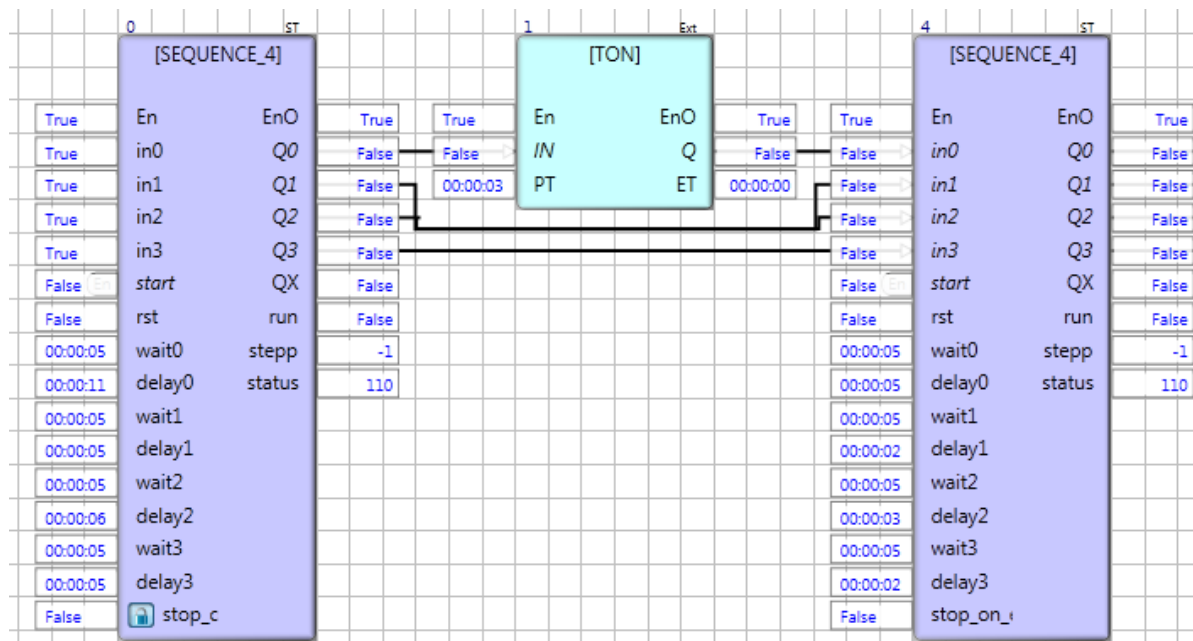 0 ST 1 Ext 4 ST
[SEQUENCE_4] [TON] [SEQUENCE_4]
True En EnO True True En EnO True True En EnO True
True in0 Q0 False False IN Q False False in0 Q0 False
True in1 Q1 False 00:00:03 PT ET 00:00:00 False in1 Q1 False
True in2 Q2 False False in2 Q2 False
True in3 Q3 False False in3 Q3 False
False En start QX False False En start QX False
False rst run False False rst run False
00:00:05 wait0 stepp -1 00:00:05 wait0 stepp -1
00:00:11 delay0 status 110 00:00:05 delay0 status 110
00:00:05 wait1 00:00:05 wait1
00:00:05 delay1 00:00:02 delay1
00:00:05 wait2 00:00:05 wait2
00:00:06 delay2 00:00:03 delay2
00:00:05 wait3 00:00:05 wait3
00:00:05 delay3 00:00:02 delay3
False stop_c False stop_on_